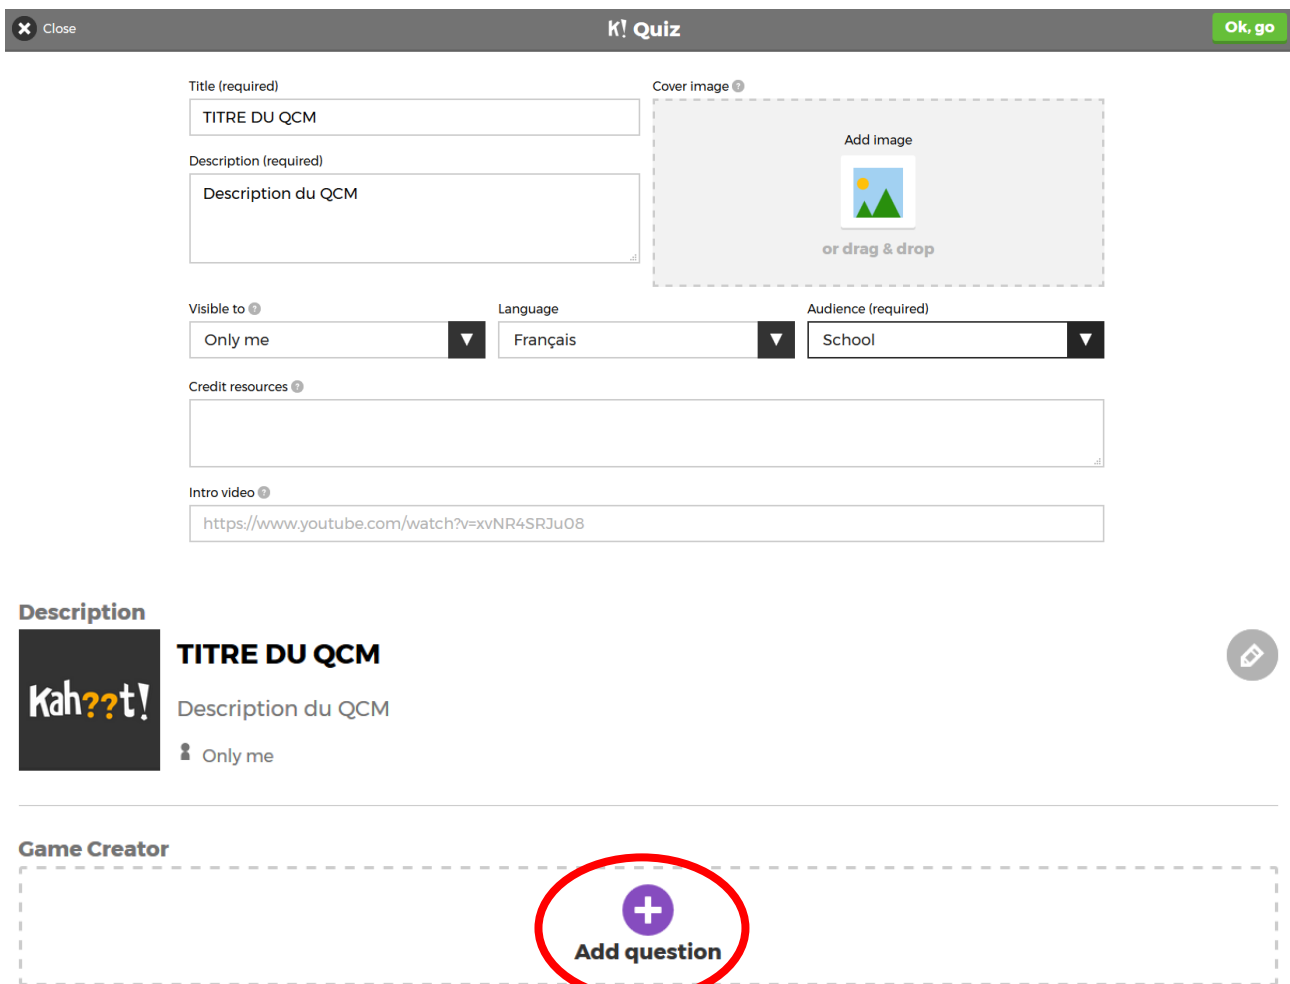 Close
K! Quiz
Ok, go
Title (required)
TITRE DU QCM
Description (required)
Description du QCM
Cover image ?
Add image
or drag & drop
Visible to ?
Only me
Language
Français
Audience (required)
School
Credit resources ?
Intro video ?
https://www.youtube.com/watch?v=xvNR4SRJu08
Description
Kah??t!
TITRE DU QCM
Description du QCM
Only me
Game Creator
Add question